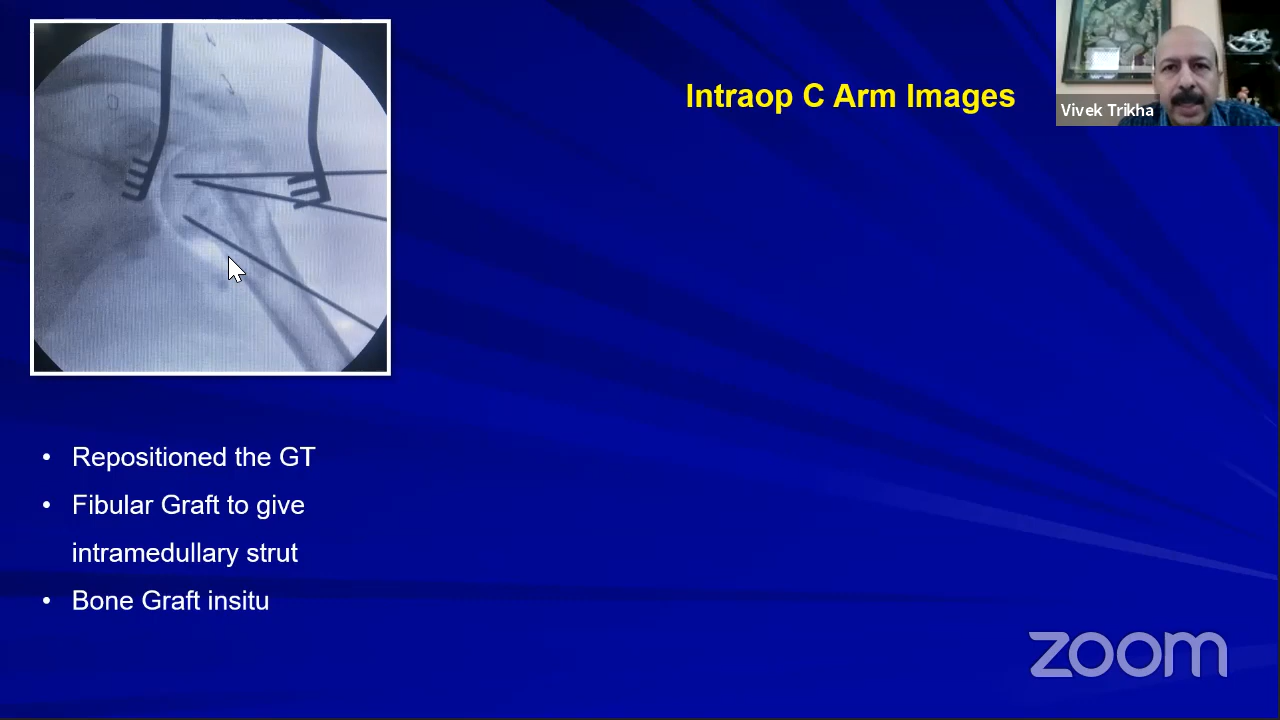 Intraop C Arm Images
Vivek Trikha
• Repositioned the GT
• Fibular Graft to give
intramedullary strut
• Bone Graft insitu
zoom